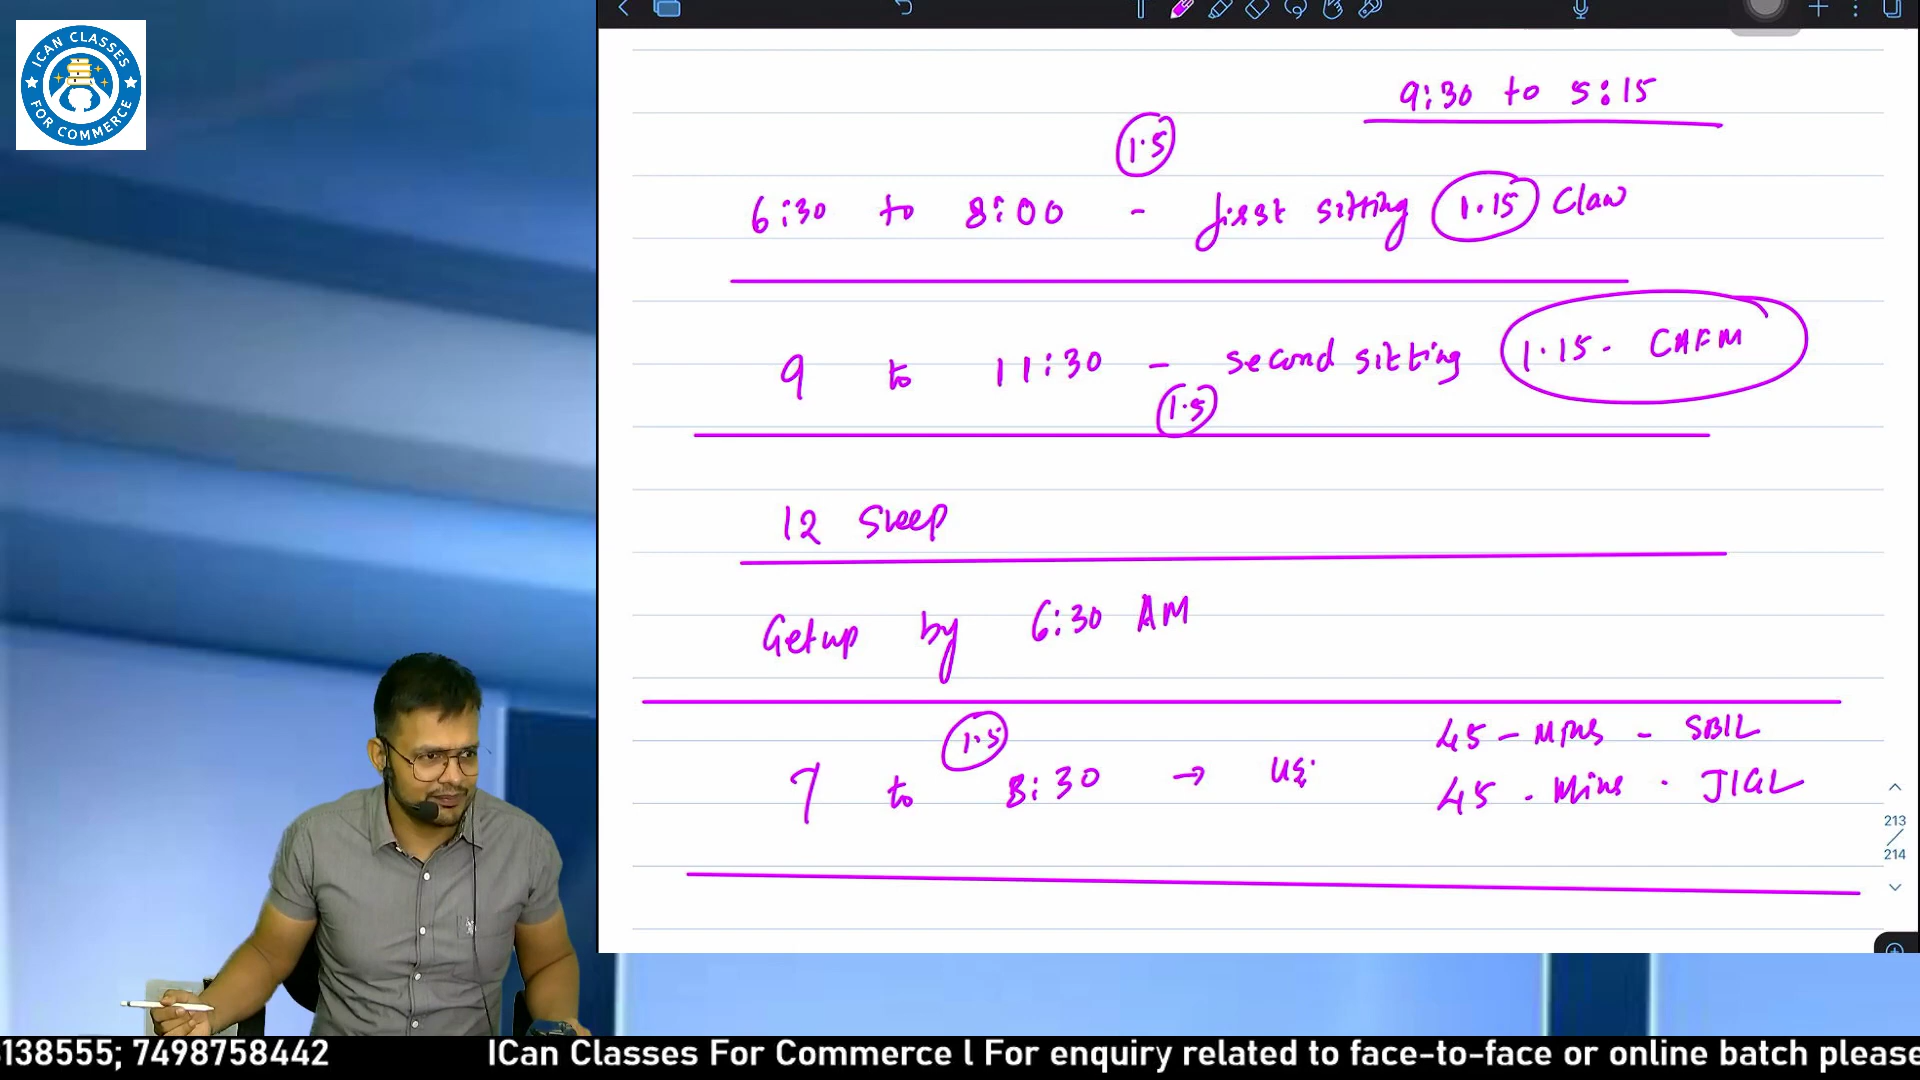 ICAN CLASSES
FOR COMMERCE
9:30 to 5:15
1.5
6:30 to 8:00 - first sitting 1.15 Claw
9 to 11:30 - second sitting 1.15 - CAFM
1.5
12 Sleep
Getup by 6:30 AM
1.5
45 - Mins - SBIL
7 to 8:30 →
45 - Mins - JIGL
213
214
138555; 7498758442 ICan Classes For Commerce l For enquiry related to face-to-face or online batch please